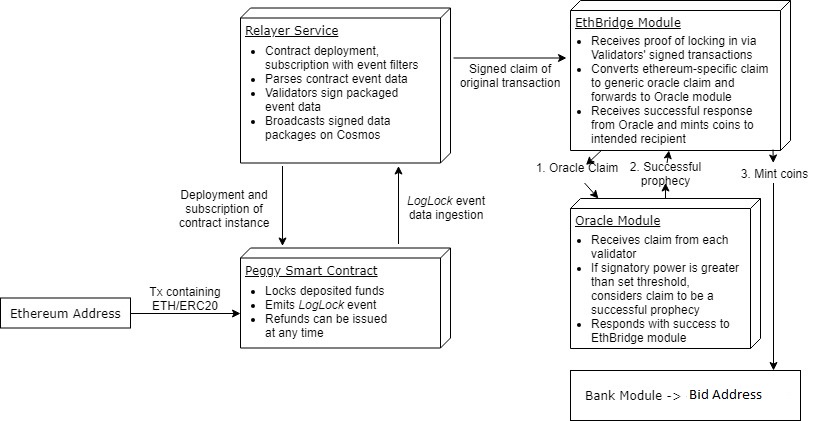 Relayer Service
• Contract deployment,
subscription with event filters
• Parses contract event data
• Validators sign packaged
event data
• Broadcasts signed data
packages on Cosmos
Signed claim of
original transaction
EthBridge Module
• Receives proof of locking in via
Validators' signed transactions
• Converts ethereum-specific claim
to generic oracle claim and
forwards to Oracle module
• Receives successful response
from Oracle and mints coins to
intended recipient
Deployment and
subscription of
contract instance
LogLock event
data ingestion
1. Oracle Claim
2. Successful
prophecy
3. Mint coins
Ethereum Address
Tx containing
ETH/ERC20
Peggy Smart Contract
• Locks deposited funds
• Emits LogLock event
• Refunds can be issued
at any time
Oracle Module
• Receives claim from each
validator
• If signatory power is greater
than set threshold,
considers claim to be a
successful prophecy
• Responds with success to
EthBridge module
Bank Module -> Bid Address